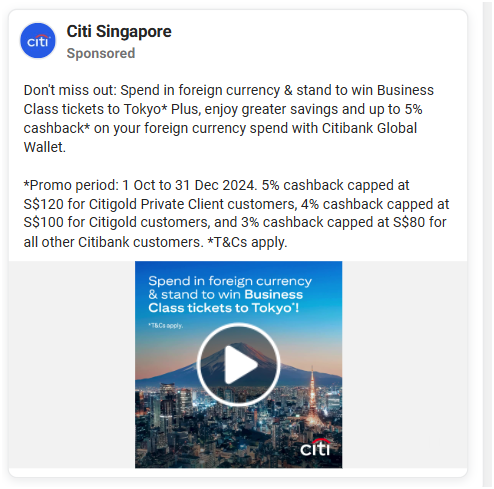 citi
Citi Singapore
Sponsored
Don't miss out: Spend in foreign currency & stand to win Business
Class tickets to Tokyo* Plus, enjoy greater savings and up to 5%
cashback* on your foreign currency spend with Citibank Global
Wallet.
*Promo period: 1 Oct to 31 Dec 2024. 5% cashback capped at
S$120 for Citigold Private Client customers, 4% cashback capped at
S$100 for Citigold customers, and 3% cashback capped at S$80 for
all other Citibank customers. *T&Cs apply.
Spend in foreign currency
& stand to win Business
Class tickets to Tokyo*!
*T&Cs apply.
citi